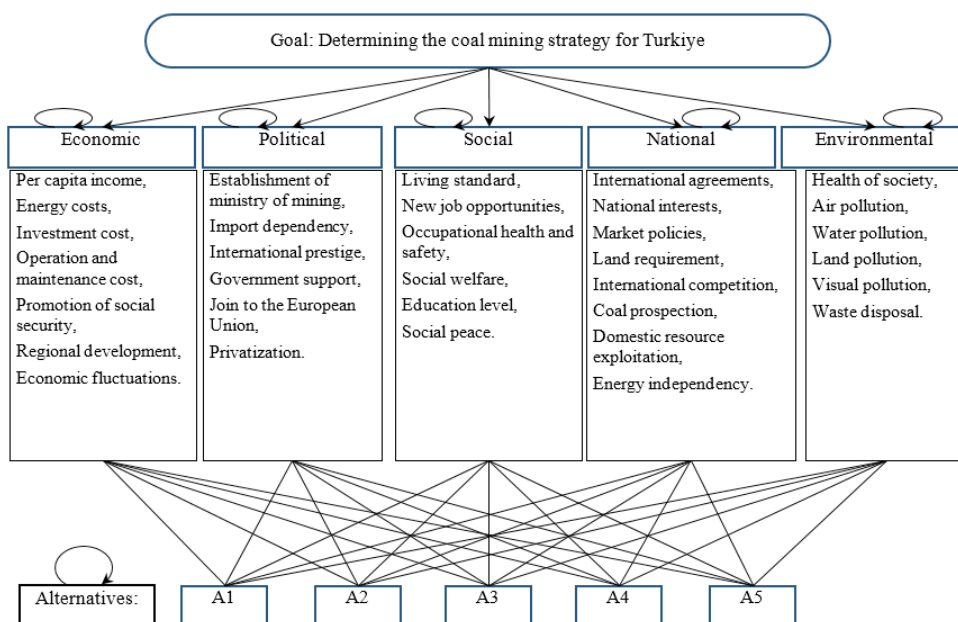 Goal: Determining the coal mining strategy for Turkiye
Economic
Political
Social
National
Environmental
Per capita income,
Energy costs,
Investment cost,
Operation and
maintenance cost,
Promotion of social
security,
Regional development,
Economic fluctuations.
Establishment of
ministry of mining,
Import dependency,
International prestige,
Government support,
Join to the European
Union,
Privatization.
Living standard,
New job opportunities,
Occupational health and
safety,
Social welfare,
Education level,
Social peace.
International agreements,
National interests,
Market policies,
Land requirement,
International competition,
Coal prospection,
Domestic resource
exploitation,
Energy independency.
Health of society,
Air pollution,
Water pollution,
Land pollution,
Visual pollution,
Waste disposal.
Alternatives:
A1
A2
A3
A4
A5